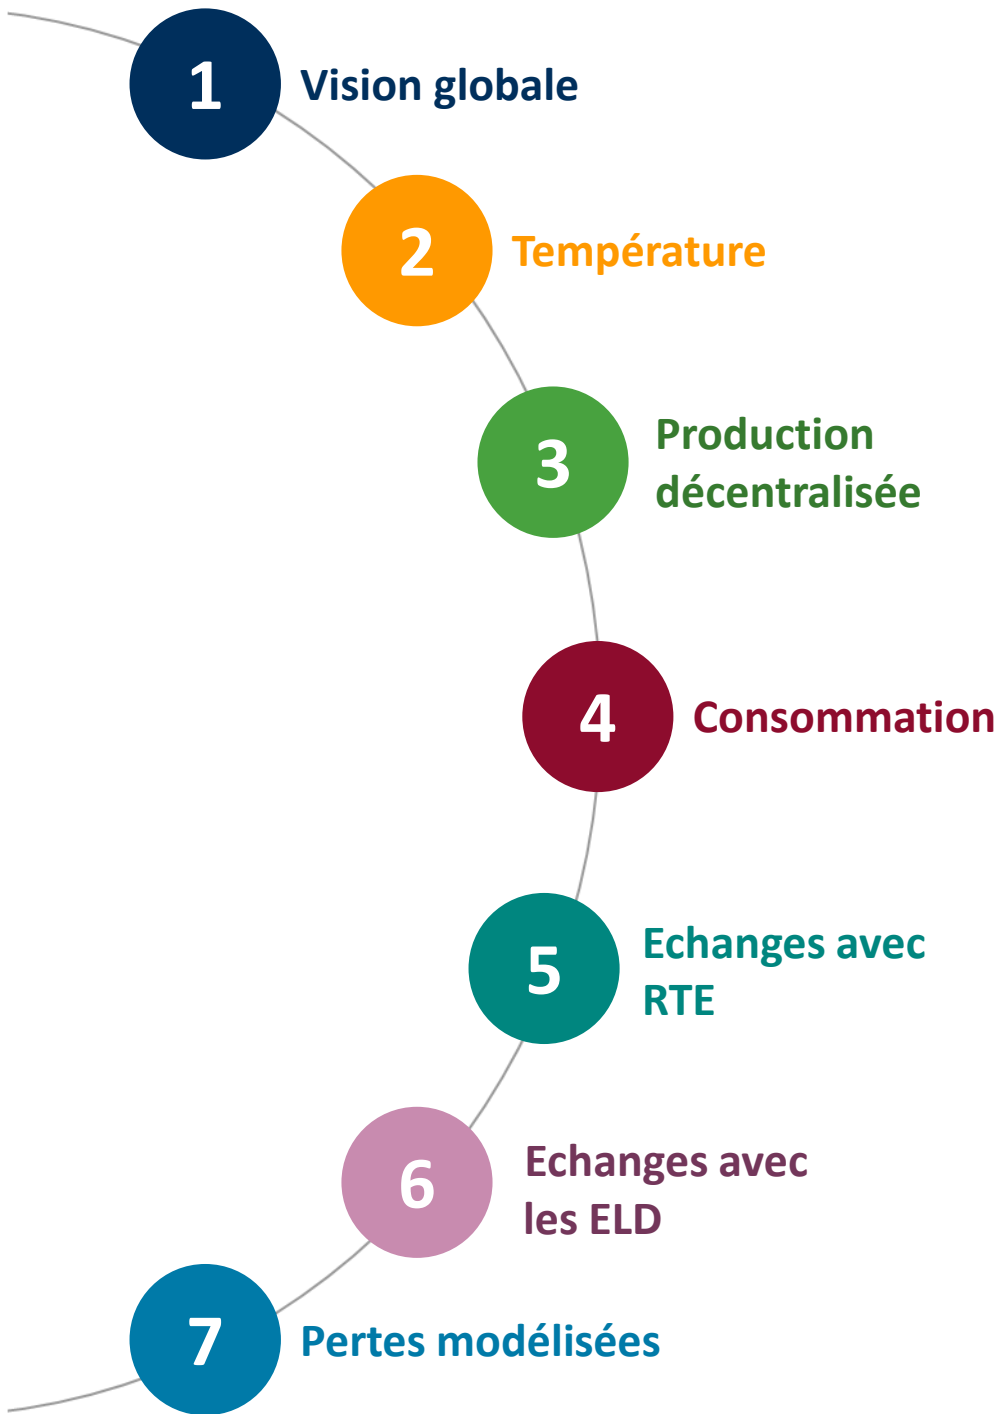 1 Vision globale
2 Température
3 Production
décentralisée
4 Consommation
5 Echanges avec
RTE
6 Echanges avec
les ELD
7 Pertes modélisées